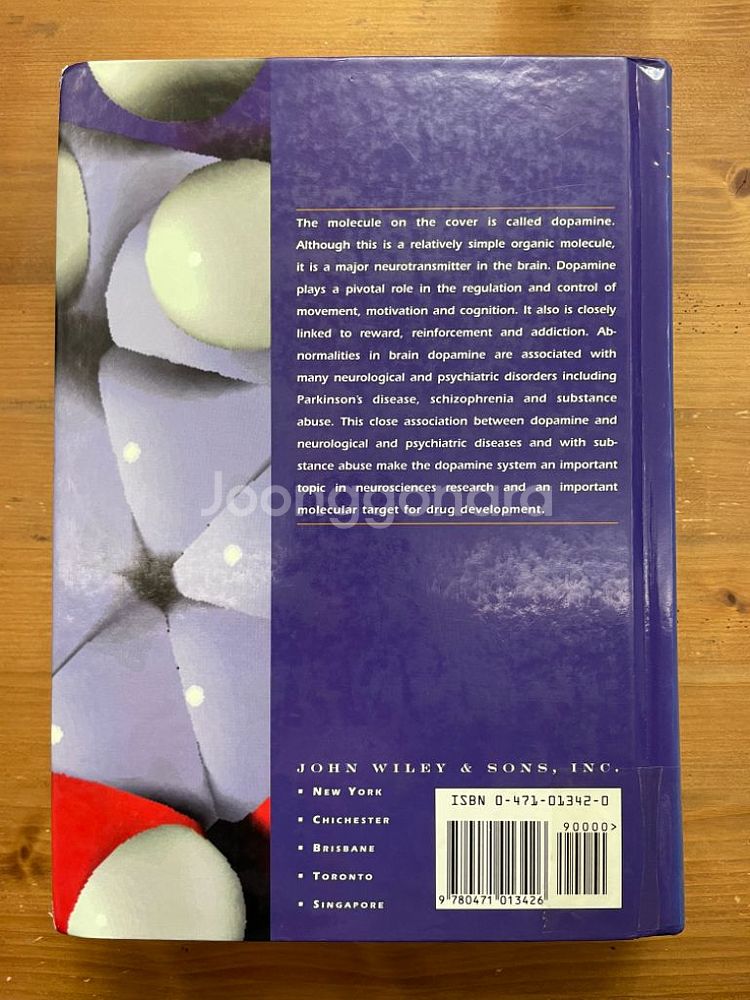 The molecule on the cover is called dopamine.
Although this is a relatively simple organic molecule,
it is a major neurotransmitter in the brain. Dopamine
plays a pivotal role in the regulation and control of
movement, motivation and cognition. It also is closely
linked to reward, reinforcement and addiction. Ab-
normalities in brain dopamine are associated with
many neurological and psychiatric disorders including
Parkinson's disease, schizophrenia and substance
abuse. This close association between dopamine and
neurological and psychiatric diseases and with sub-
stance abuse make the dopamine system an important
topic in neurosciences research and an important
molecular target for drug development.
Joonggonara
JOHN WILEY & SONS, INC.
▪ NEW YORK
▪ CHICHESTER
▪ BRISBANE
▪ TORONTO
▪ SINGAPORE
ISBN 0-471-01342-0
90000>
9 780471 013426